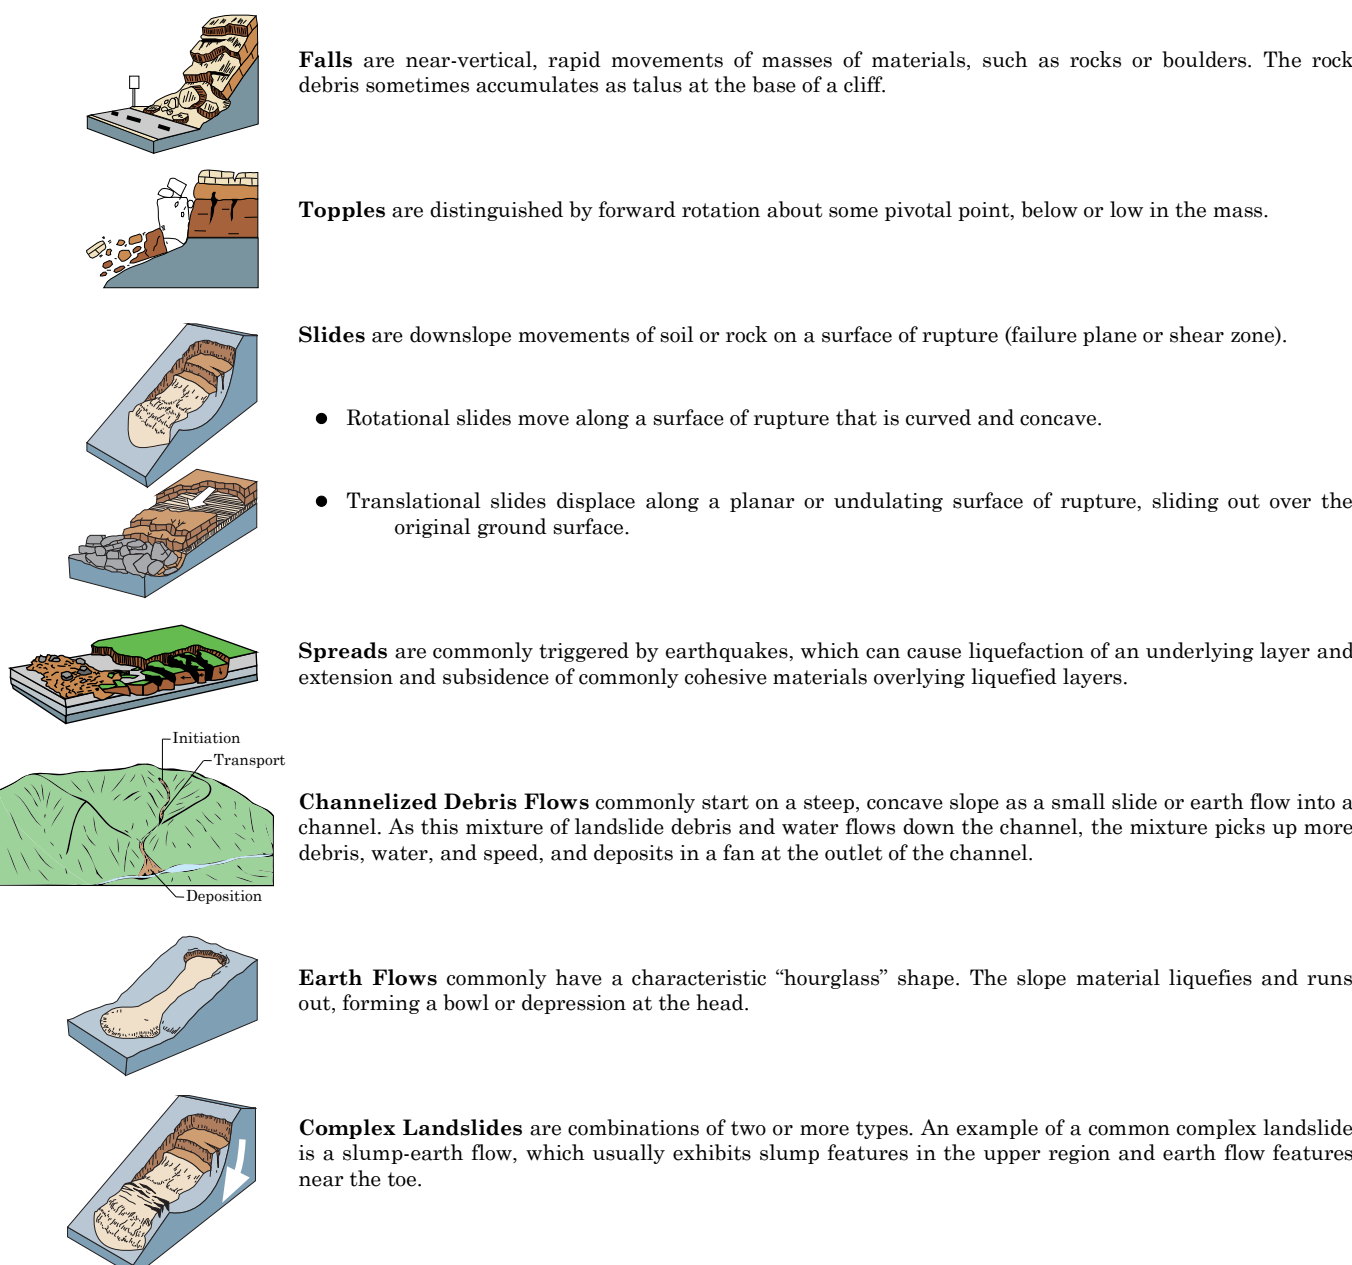 Falls are near-vertical, rapid movements of masses of materials, such as rocks or boulders. The rock
debris sometimes accumulates as talus at the base of a cliff.
Topples are distinguished by forward rotation about some pivotal point, below or low in the mass.
Slides are downslope movements of soil or rock on a surface of rupture (failure plane or shear zone).
● Rotational slides move along a surface of rupture that is curved and concave.
● Translational slides displace along a planar or undulating surface of rupture, sliding out over the
original ground surface.
Spreads are commonly triggered by earthquakes, which can cause liquefaction of an underlying layer and
extension and subsidence of commonly cohesive materials overlying liquefied layers.
Initiation
Transport
Channelized Debris Flows commonly start on a steep, concave slope as a small slide or earth flow into a
channel. As this mixture of landslide debris and water flows down the channel, the mixture picks up more
debris, water, and speed, and deposits in a fan at the outlet of the channel.
Deposition
Earth Flows commonly have a characteristic “hourglass” shape. The slope material liquefies and runs
out, forming a bowl or depression at the head.
Complex Landslides are combinations of two or more types. An example of a common complex landslide
is a slump-earth flow, which usually exhibits slump features in the upper region and earth flow features
near the toe.